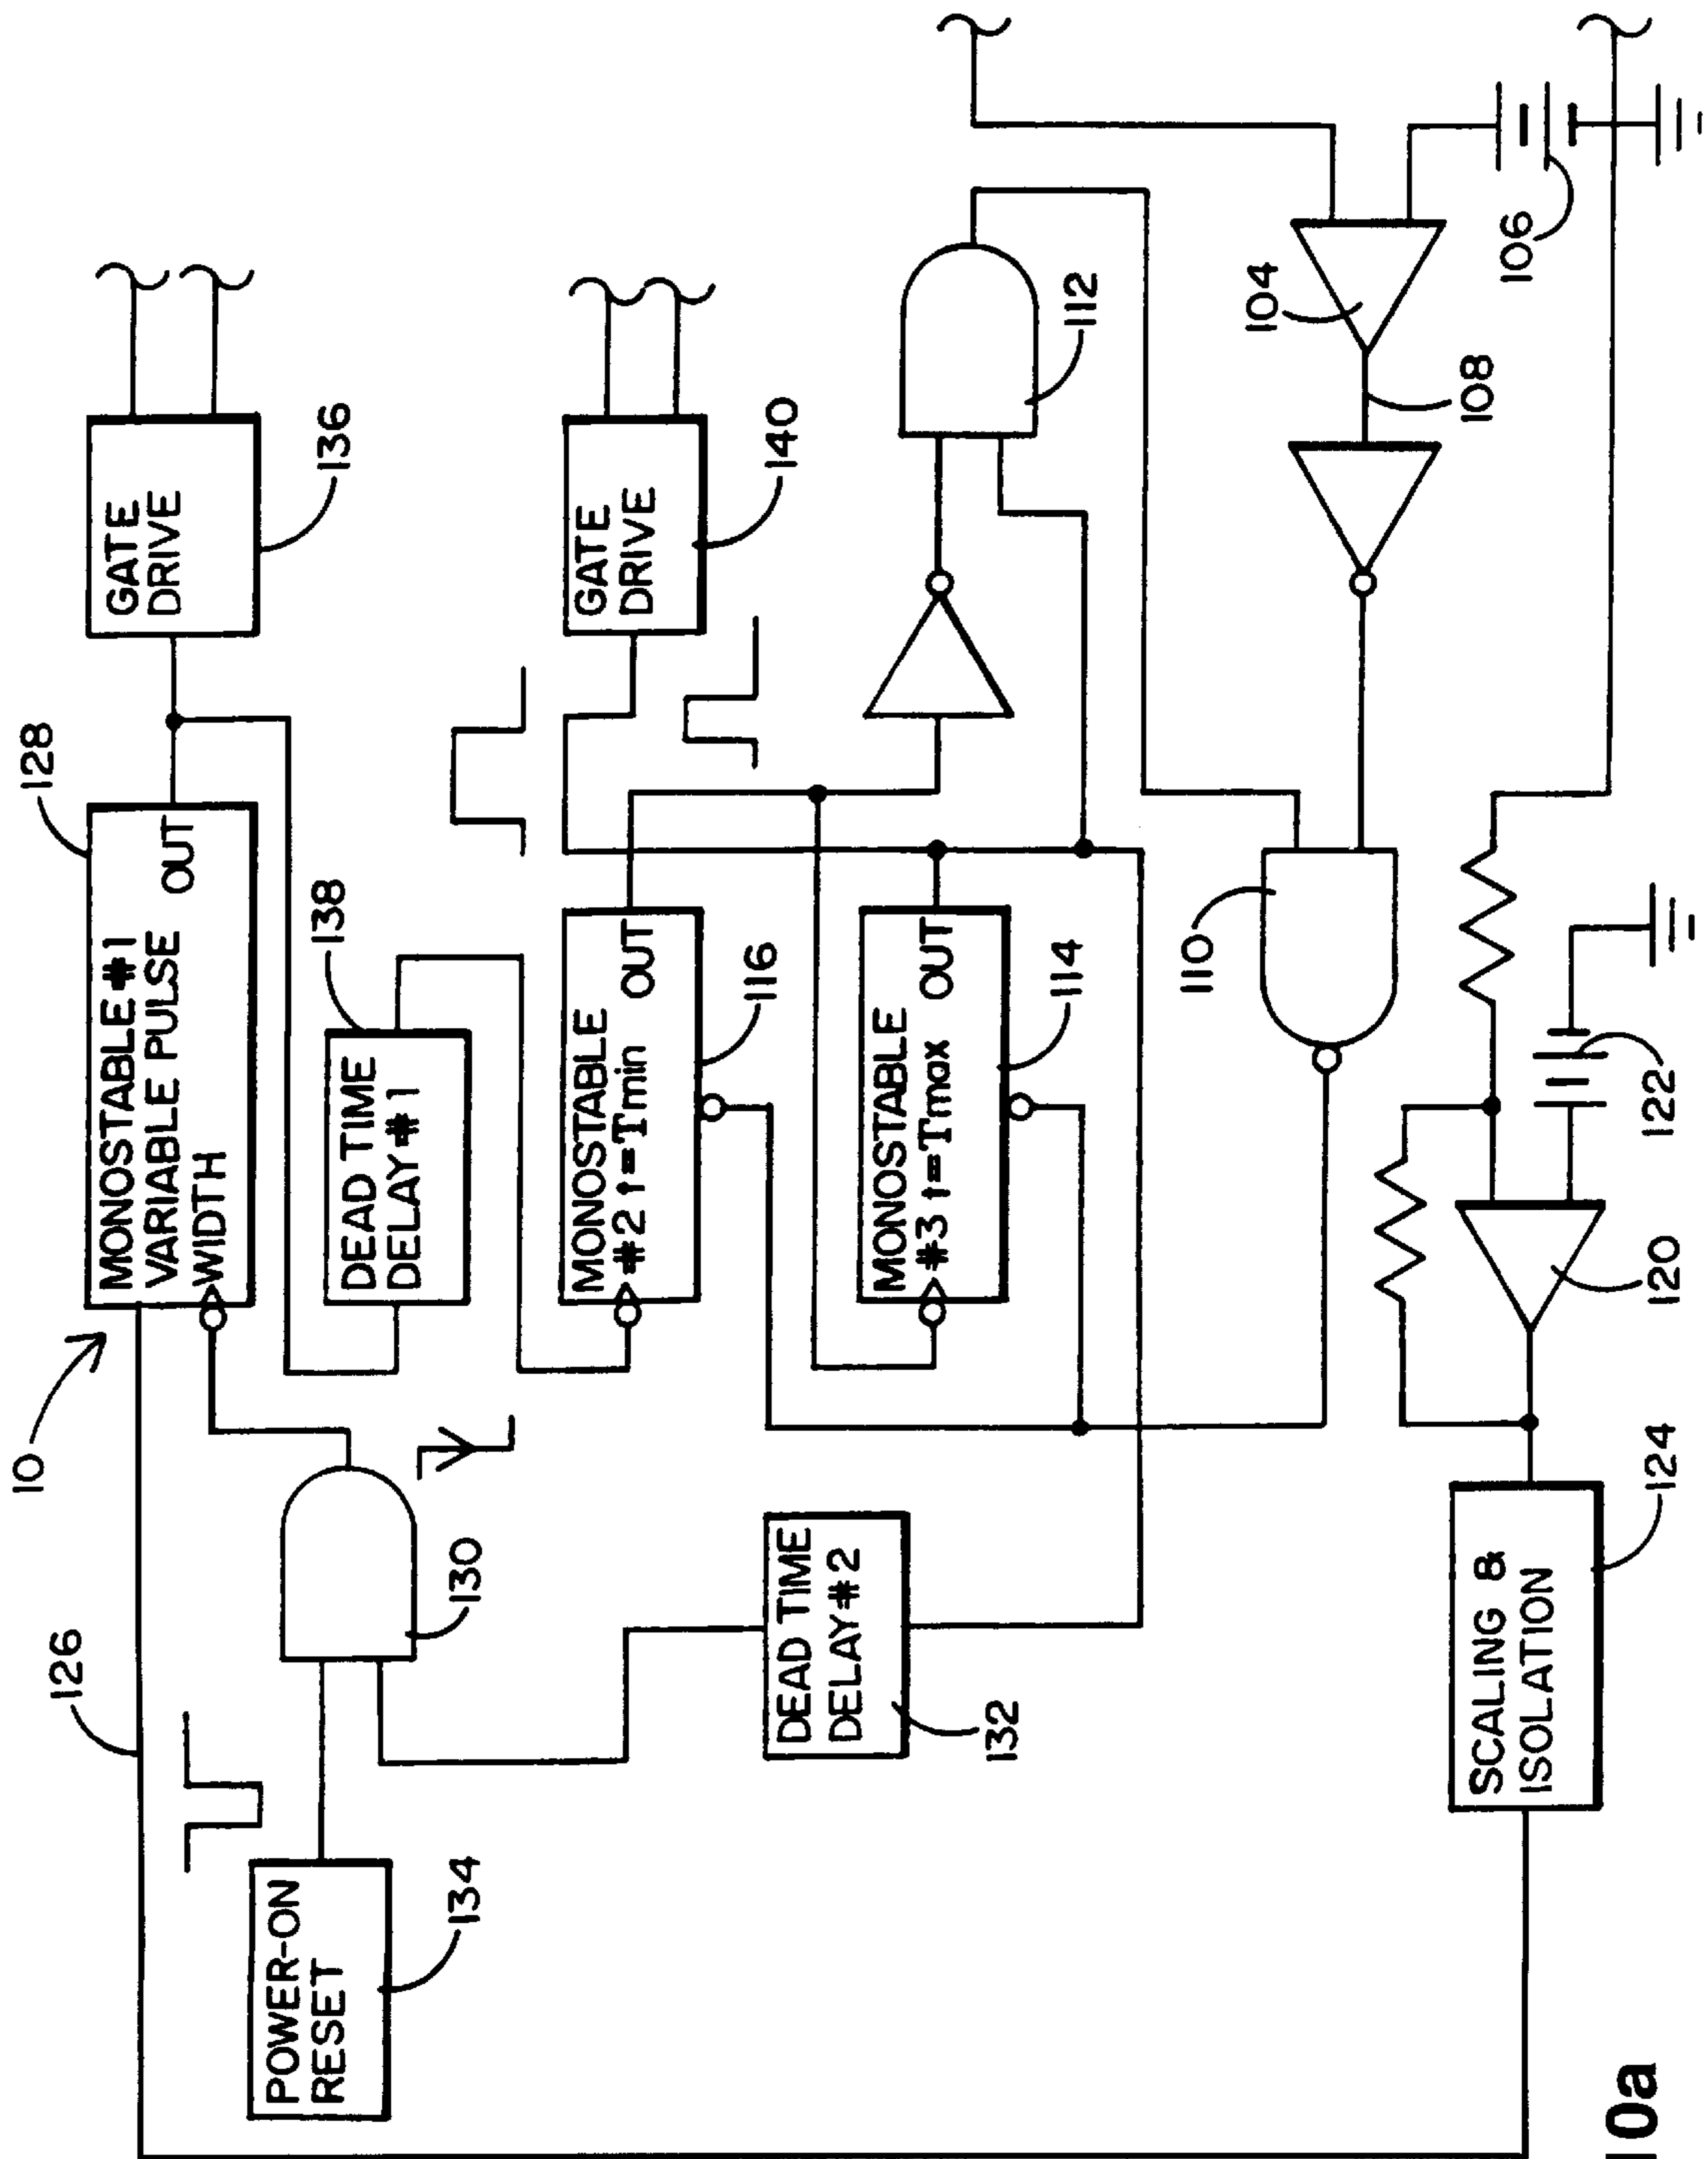 10
126
128
MONOSTABLE #1
VARIABLE PULSE
WIDTH
OUT
GATE
DRIVE
136
POWER-ON
RESET
134
130
DEAD TIME
DELAY #1
138
MONOSTABLE
#2 t=Tmin OUT
116
GATE
DRIVE
140
DEAD TIME
DELAY #2
132
MONOSTABLE
#3 t=Tmax OUT
114
112
110
108
104
106
SCALING &
ISOLATION
124
120
122
10a